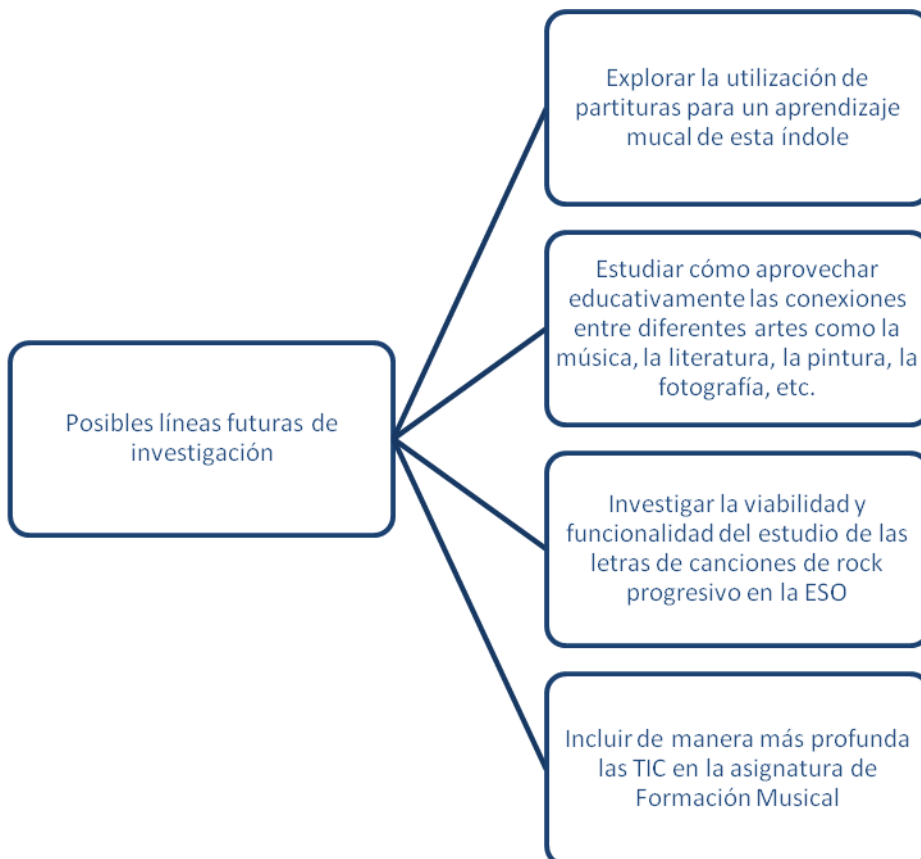 Posibles líneas futuras de
investigación
Explorar la utilización de
partituras para un aprendizaje
mucal de esta índole
Estudiar cómo aprovechar
educativamente las conexiones
entre diferentes artes como la
música, la literatura, la pintura, la
fotografía, etc.
Investigar la viabilidad y
funcionalidad del estudio de las
letras de canciones de rock
progresivo en la ESO
Incluir de manera más profunda
las TIC en la asignatura de
Formación Musical